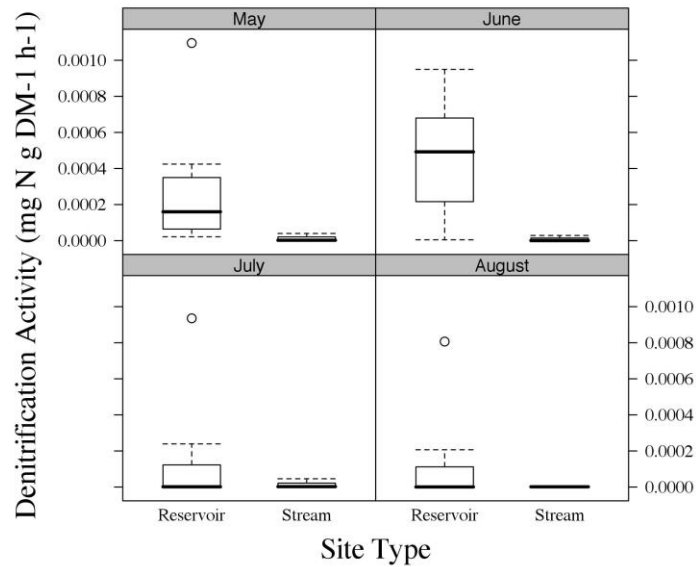 May
June
Denitrification Activity (mg N g DM-1 h-1)
0.0010
0.0008
0.0006
0.0004
0.0002
0.0000
July
August
0.0010
0.0008
0.0006
0.0004
0.0002
0.0000
Reservoir
Stream
Reservoir
Stream
Site Type